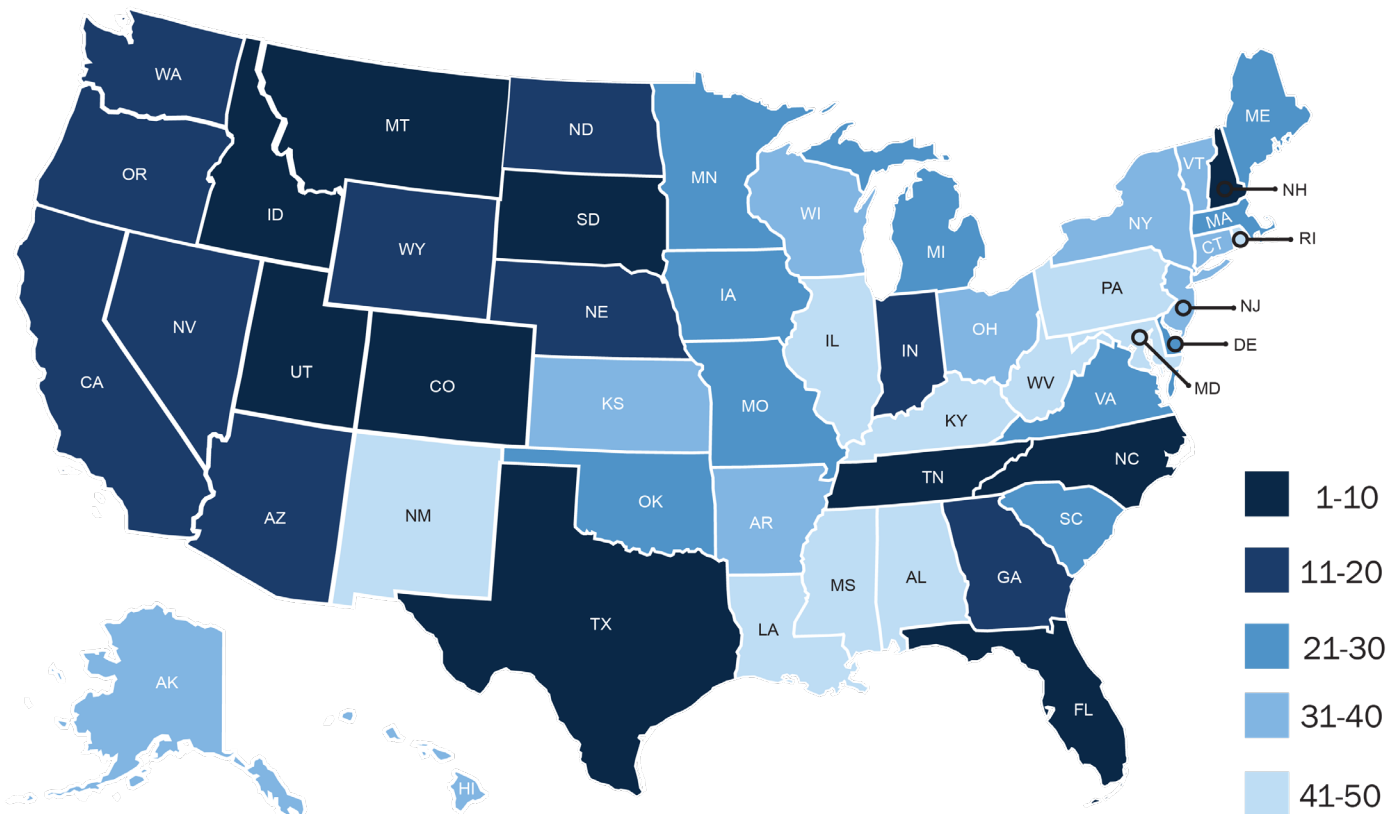 WA
MT
ND
ME
OR
MN
VT
NH
ID
SD
WI
NY
MA
RI
WY
MI
CT
IA
PA
NV
NE
NJ
OH
IL
IN
DE
UT
CO
CA
WV
MD
KS
MO
VA
KY
NC
TN
1-10
OK
NM
AZ
AR
SC
11-20
GA
AL
MS
TX
LA
21-30
AK
FL
31-40
HI
41-50